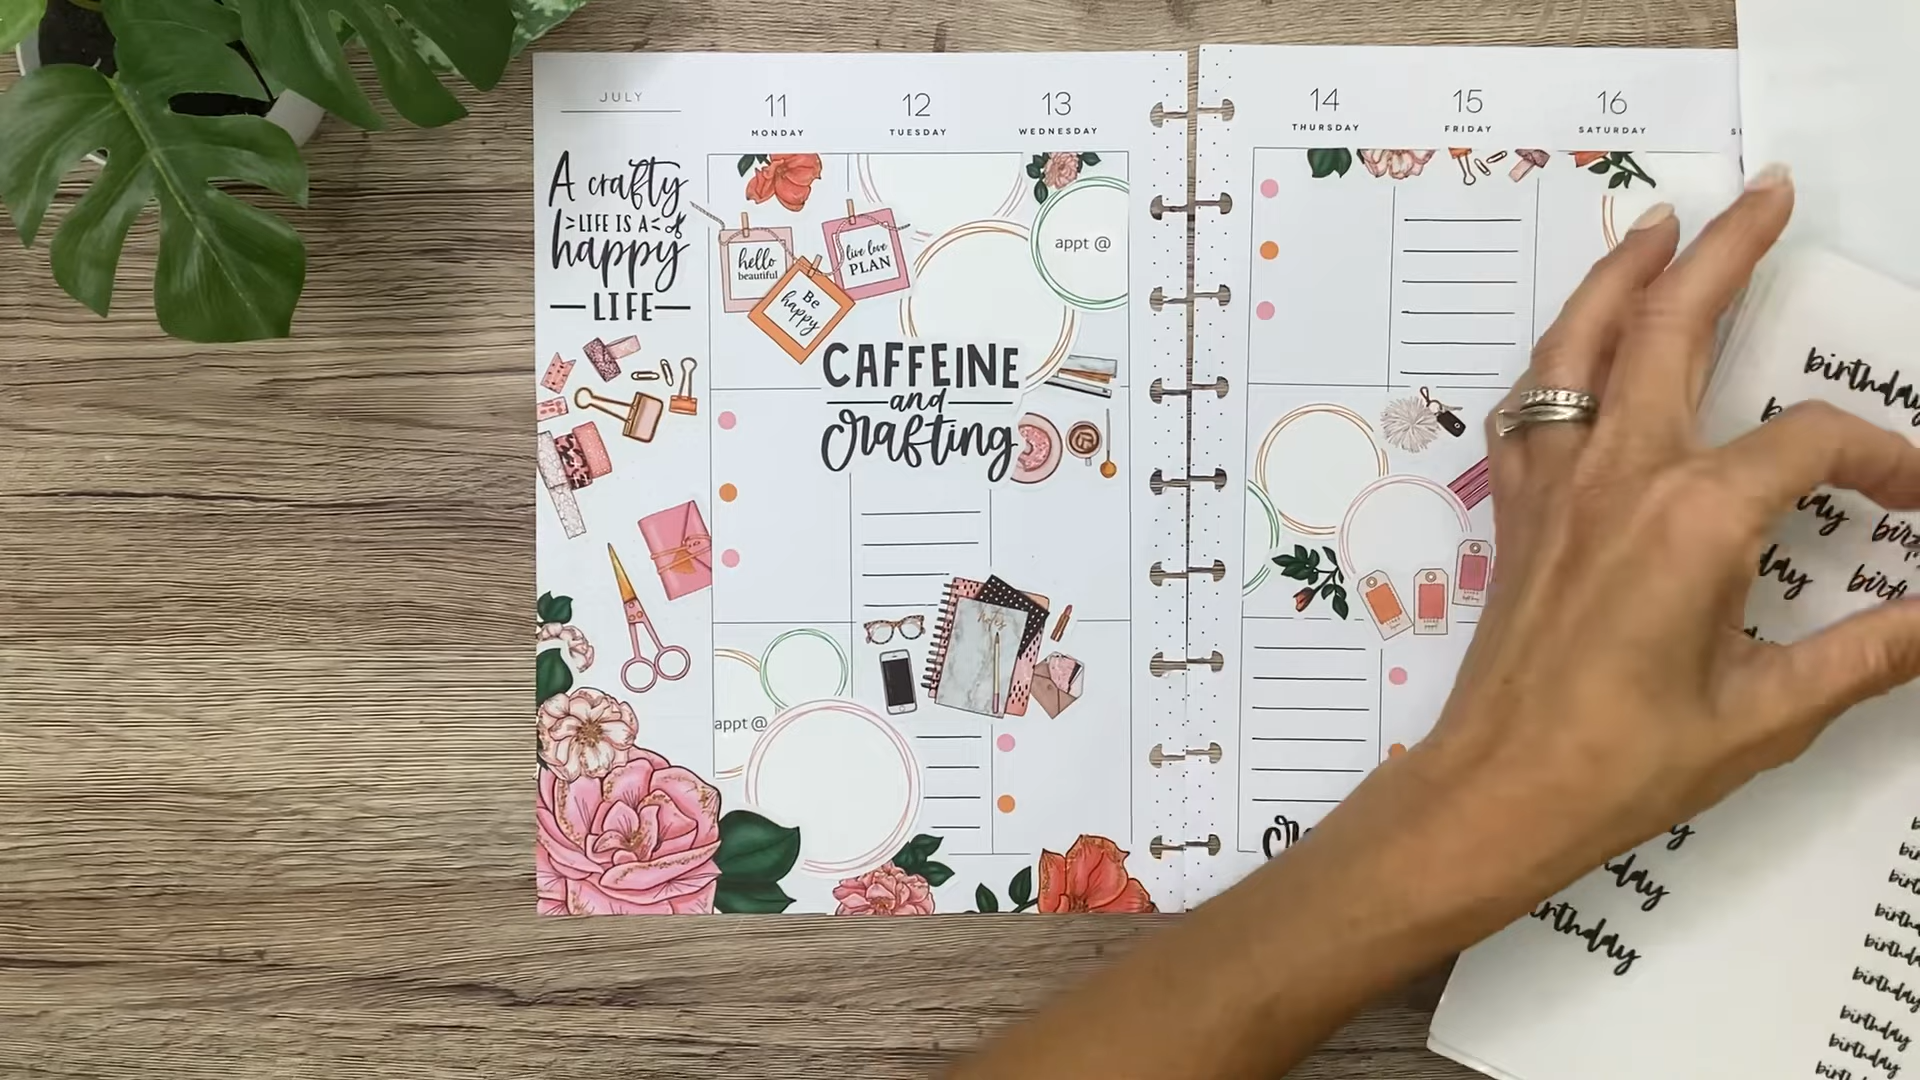 JULY
11
MONDAY
12
TUESDAY
13
WEDNESDAY
14
THURSDAY
15
FRIDAY
16
SATURDAY
A crafty
LIFE IS A
happy
LIFE
hello
beautiful
Be
happy
live love
PLAN
appt @
CAFFEINE
and
Crafting
appt @
birthday
birthday
birthday
birthday
birthday
birthday
birthday
birthday
birthday